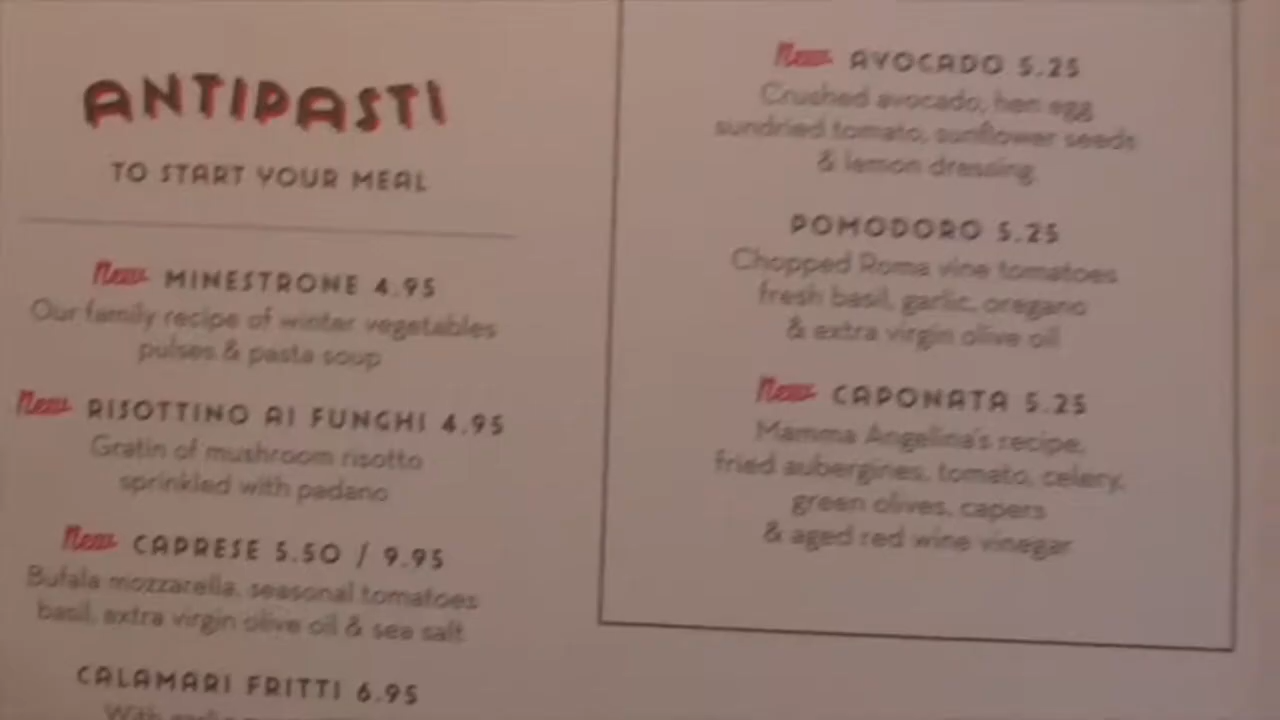 ANTIPASTI
TO START YOUR MEAL
New MINESTRONE 4.95
Our family recipe of winter vegetables
pulses & pasta soup
New RISOTTINO AI FUNGHI 4.95
Gratin of mushroom risotto
sprinkled with padano
New CAPRESE 5.50 / 9.95
Bufala mozzarella, seasonal tomatoes
basil, extra virgin olive oil & sea salt
CALAMARI FRITTI 6.95
With
New AVOCADO 5.25
Crushed avocado, hen egg
sundried tomato, sunflower seeds
& lemon dressing
POMODORO 5.25
Chopped Roma vine tomatoes
fresh basil, garlic, oregano
& extra virgin olive oil
New CAPONATA 5.25
Mamma Angelina's recipe,
fried aubergines, tomato, celery,
green olives, capers
& aged red wine vinegar